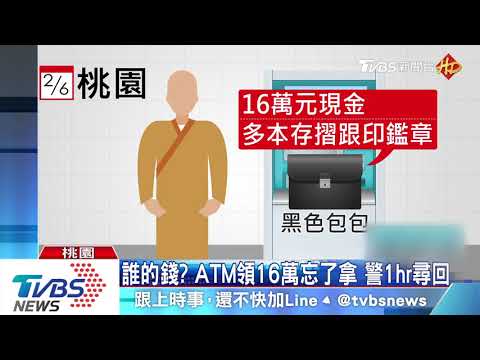 2/6 桃園
TVBS新聞台 HD
16萬元現金
多本存摺跟印鑑章
黑色包包
桃園
誰的錢? ATM領16萬忘了拿 警1hr尋回
TVBS
NEWS
跟上時事‧還不快加Line▲@tvbsnews